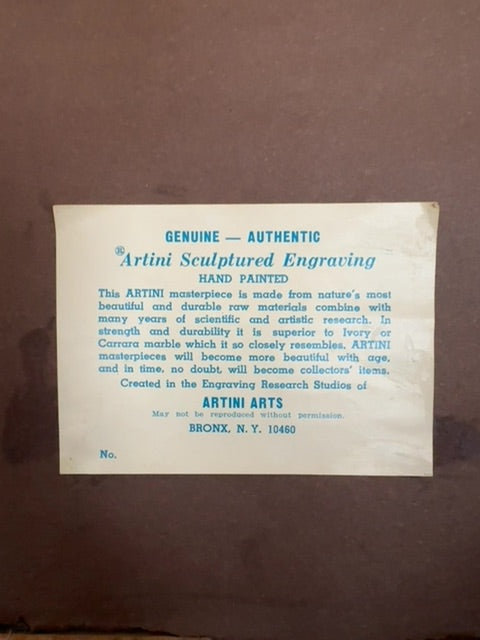 GENUINE — AUTHENTIC
®Artini Sculptured Engraving
HAND PAINTED
This ARTINI masterpiece is made from nature's most
beautiful and durable raw materials combine with
many years of scientific and artistic research. In
strength and durability it is superior to Ivory or
Carrara marble which it so closely resembles. ARTINI
masterpieces will become more beautiful with age,
and in time, no doubt, will become collectors' items.
Created in the Engraving Research Studios of
ARTINI ARTS
May not be reproduced without permission.
BRONX, N. Y. 10460
No.